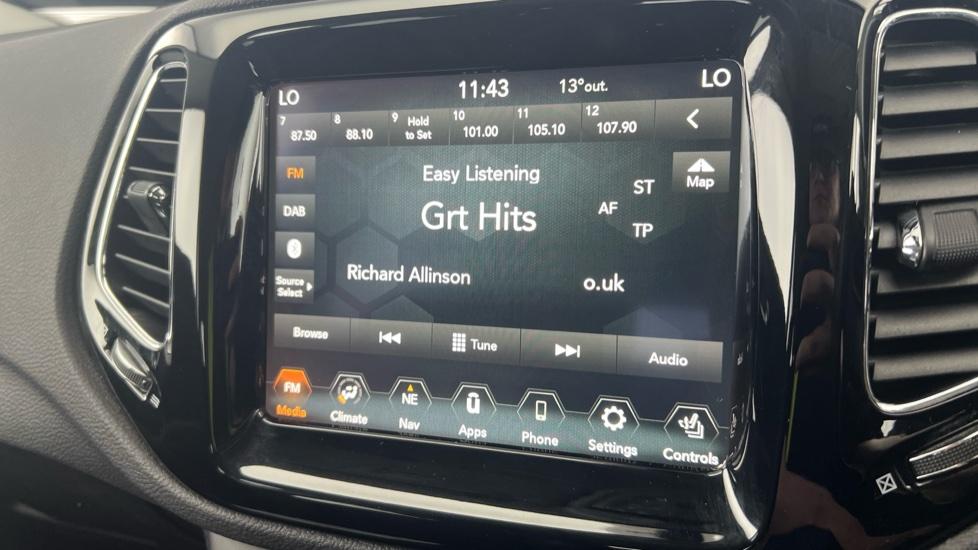 LO 11:43 13°out. LO
7 87.50 8 88.10 9 Hold to Set 10 101.00 11 105.10 12 107.90
FM
Easy Listening
Map
ST
DAB
Grt Hits
AF
TP
Source Select
Richard Allinson
o.uk
Browse Tune Audio
FM NE
Media Climate Nav Apps Phone Settings Controls